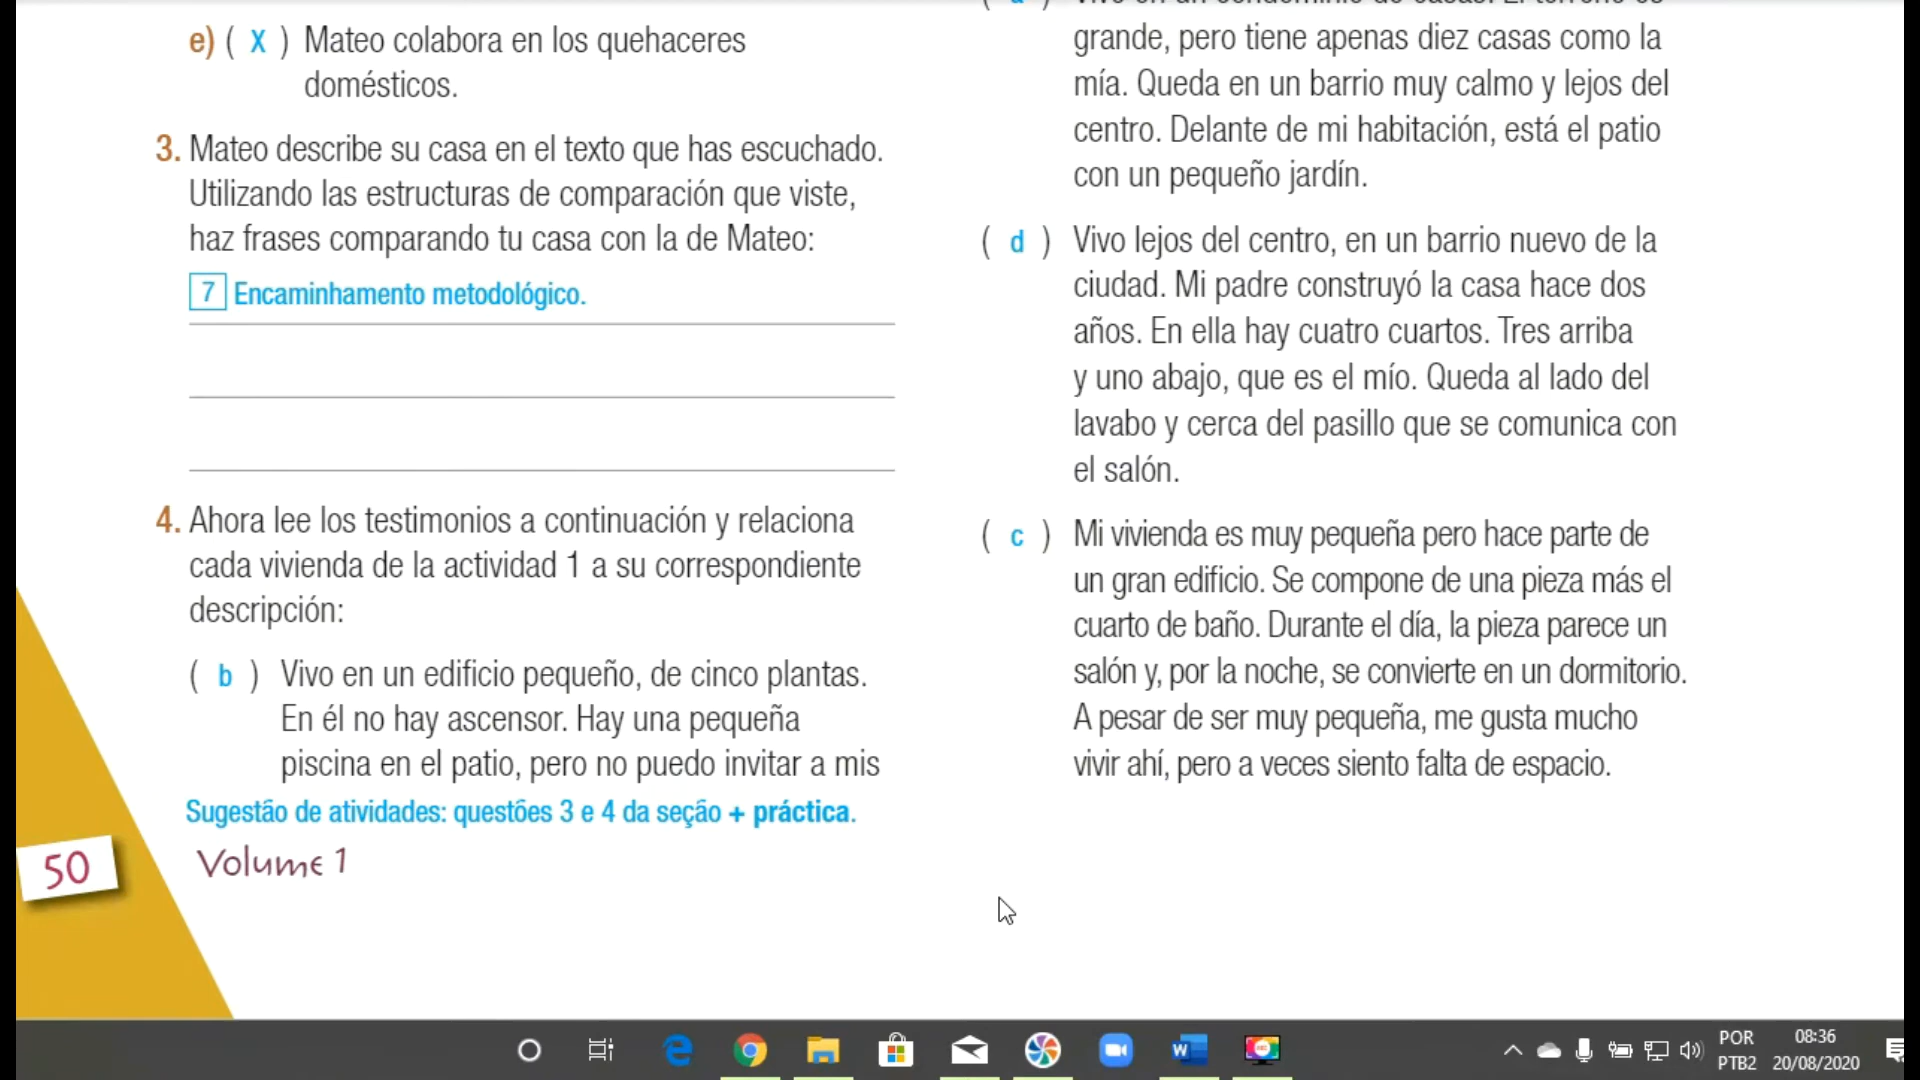 e) ( X ) Mateo colabora en los quehaceres
domésticos.
3. Mateo describe su casa en el texto que has escuchado.
Utilizando las estructuras de comparación que viste,
haz frases comparando tu casa con la de Mateo:
7 Encaminhamento metodológico.
4. Ahora lee los testimonios a continuación y relaciona
cada vivienda de la actividad 1 a su correspondiente
descripción:
( b ) Vivo en un edificio pequeño, de cinco plantas.
En él no hay ascensor. Hay una pequeña
piscina en el patio, pero no puedo invitar a mis
Sugestão de atividades: questões 3 e 4 da seção + práctica.
50
Volume 1
grande, pero tiene apenas diez casas como la
mía. Queda en un barrio muy calmo y lejos del
centro. Delante de mi habitación, está el patio
con un pequeño jardín.
( d ) Vivo lejos del centro, en un barrio nuevo de la
ciudad. Mi padre construyó la casa hace dos
años. En ella hay cuatro cuartos. Tres arriba
y uno abajo, que es el mío. Queda al lado del
lavabo y cerca del pasillo que se comunica con
el salón.
( c ) Mi vivienda es muy pequeña pero hace parte de
un gran edificio. Se compone de una pieza más el
cuarto de baño. Durante el día, la pieza parece un
salón y, por la noche, se convierte en un dormitorio.
A pesar de ser muy pequeña, me gusta mucho
vivir ahí, pero a veces siento falta de espacio.
POR
PTB2
08:36
20/08/2020